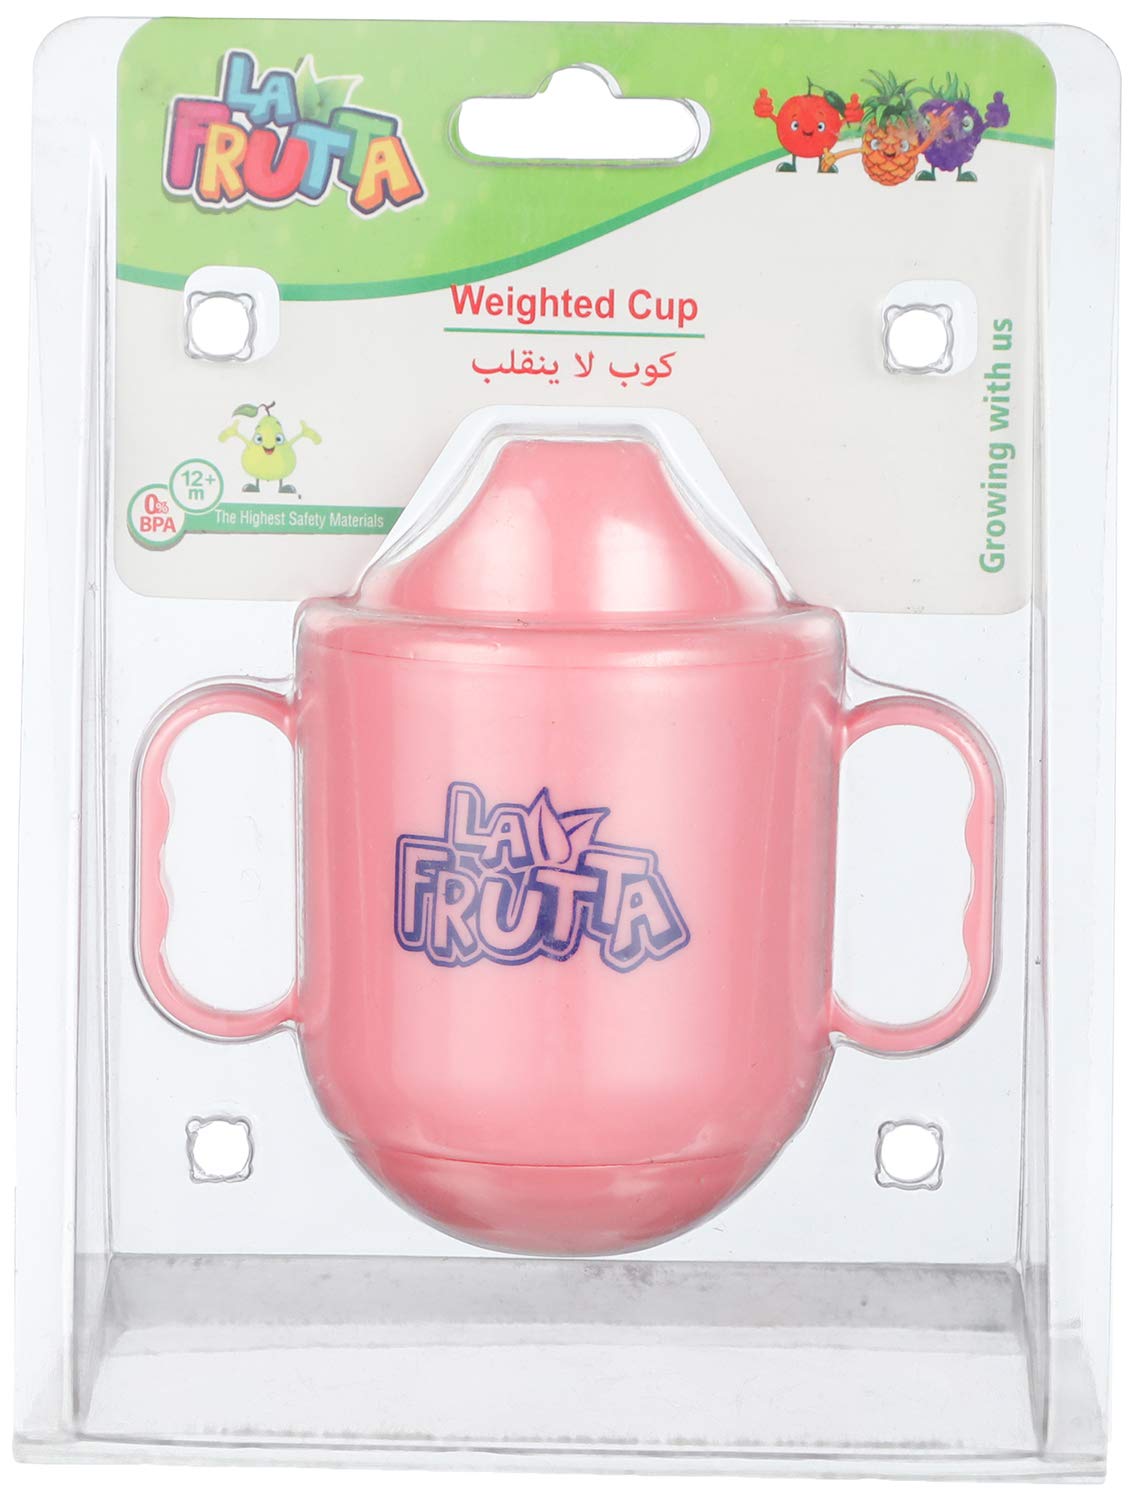 LA
FRUTTA
Weighted Cup
كوب لا ينقلب
12+
m
0%
BPA
The Highest Safety Materials
Growing with us
LA
FRUTTA